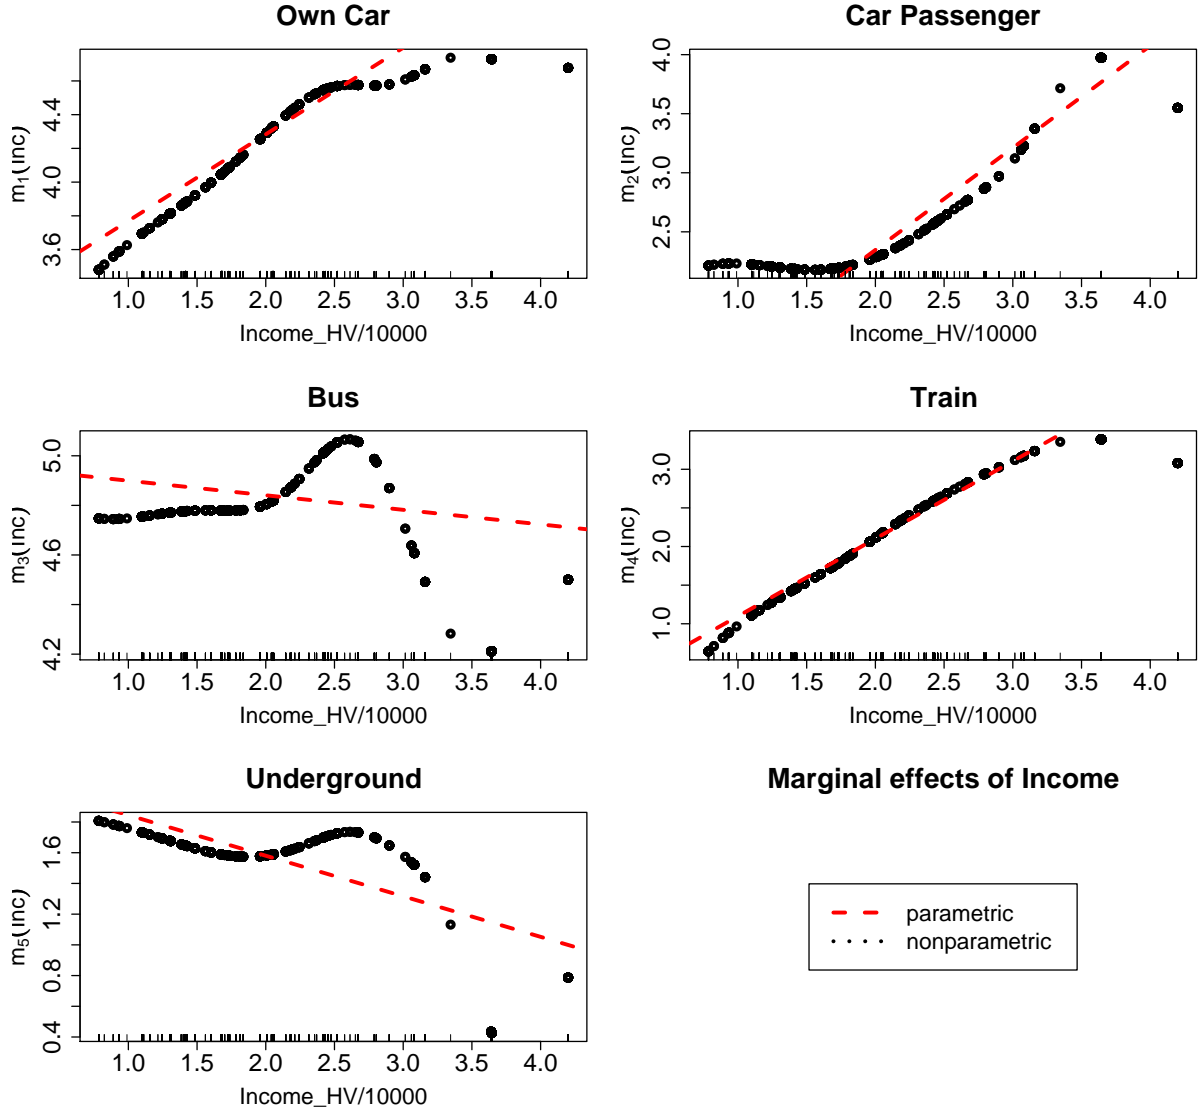 Own Car
m₁(inc)
3.6 4.0 4.4
1.0 1.5 2.0 2.5 3.0 3.5 4.0
Income_HV/10000
Car Passenger
m₂(inc)
2.5 3.0 3.5 4.0
1.0 1.5 2.0 2.5 3.0 3.5 4.0
Income_HV/10000
Bus
m₃(inc)
4.2 4.6 5.0
1.0 1.5 2.0 2.5 3.0 3.5 4.0
Income_HV/10000
Train
m₄(inc)
1.0 2.0 3.0
1.0 1.5 2.0 2.5 3.0 3.5 4.0
Income_HV/10000
Underground
m₅(inc)
0.4 0.8 1.2 1.6
1.0 1.5 2.0 2.5 3.0 3.5 4.0
Income_HV/10000
Marginal effects of Income
parametric
nonparametric